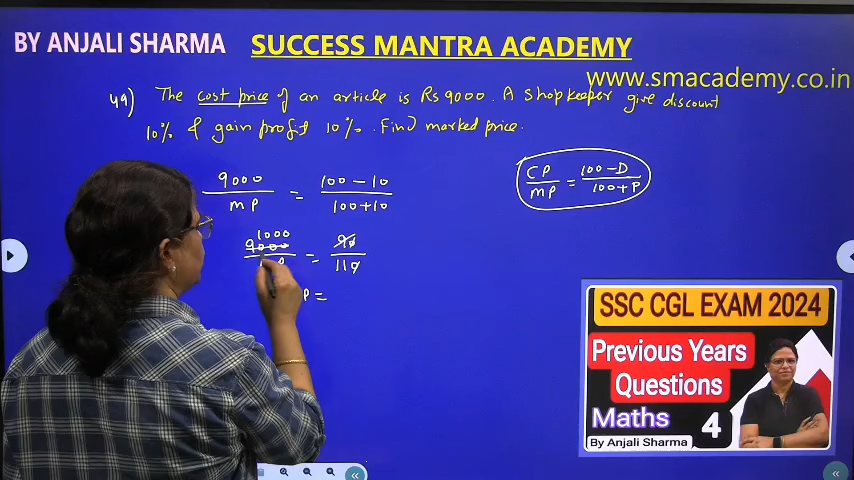 BY ANJALI SHARMA
SUCCESS MANTRA ACADEMY
www.smacademy.co.in
49) The cost price of an article is Rs 9000. A shopkeeper give discount
10% & gain profit 10%. Find marked price.
9000 / MP = 100 - 10 / 100 + 10
CP / MP = 100 - D / 100 + P
1000
9000 / P = 90 / 110
P =
SSC CGL EXAM 2024
Previous Years
Questions
Maths 4
By Anjali Sharma